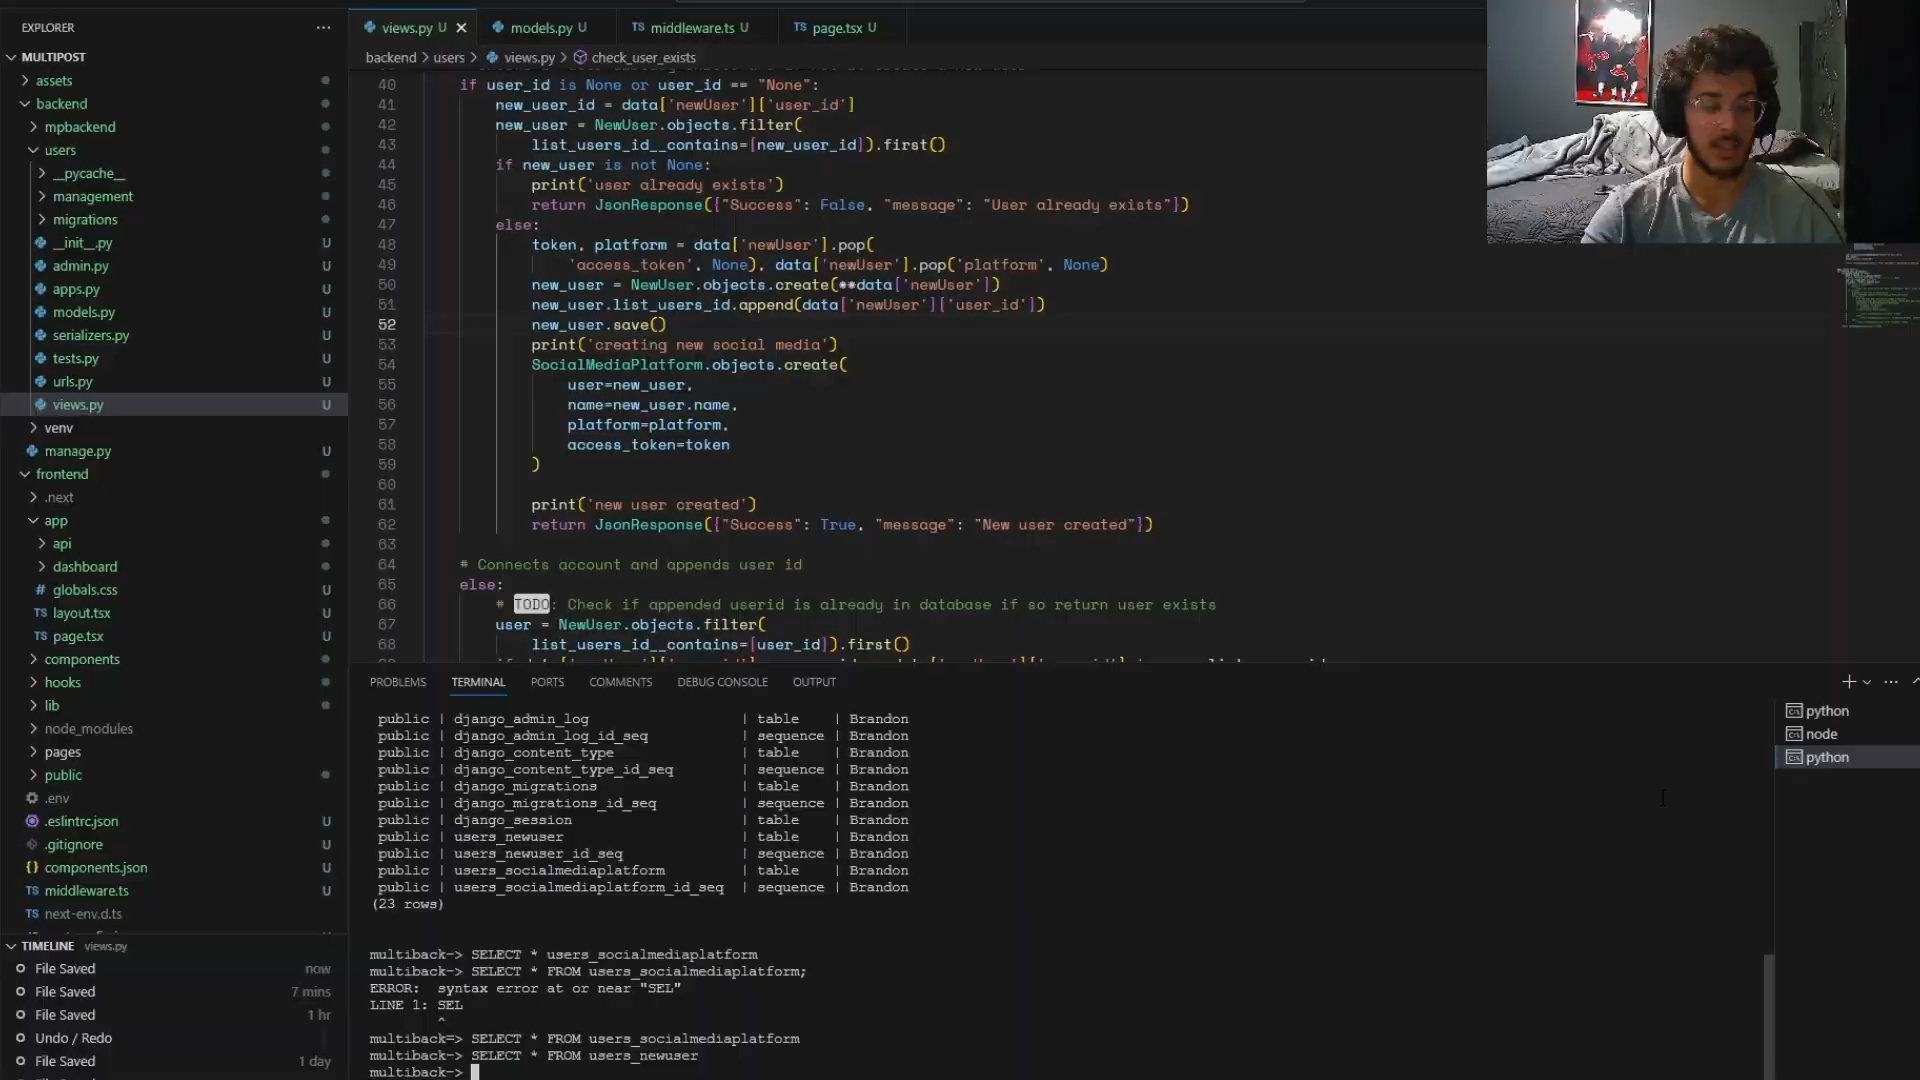 EXPLORER
MULTIPOST
assets
backend
mpbackend
users
__pycache__
management
migrations
__init__.py U
admin.py U
apps.py U
models.py U
serializers.py U
tests.py U
urls.py U
views.py U
venv
manage.py U
frontend
.next
app
api
dashboard
# globals.css U
TS layout.tsx U
TS page.tsx U
components
hooks
lib
node_modules
pages
public
.env
.eslintrc.json U
.gitignore U
{} components.json U
TS middleware.ts U
TS next-env.d.ts
TIMELINE views.py
File Saved now
File Saved 7 mins
File Saved 1 hr
Undo / Redo
File Saved 1 day
views.py U
models.py U
TS middleware.ts U
TS page.tsx U
backend > users > views.py > check_user_exists
40 if user_id is None or user_id == "None":
41 new_user_id = data['newUser']['user_id']
42 new_user = NewUser.objects.filter(
43 list_users_id__contains=[new_user_id]).first()
44 if new_user is not None:
45 print('user already exists')
46 return JsonResponse({"Success": False, "message": "User already exists"})
47 else:
48 token, platform = data['newUser'].pop(
49 'access_token', None), data['newUser'].pop('platform', None)
50 new_user = NewUser.objects.create(**data['newUser'])
51 new_user.list_users_id.append(data['newUser']['user_id'])
52 new_user.save()
53 print('creating new social media')
54 SocialMediaPlatform.objects.create(
55 user=new_user,
56 name=new_user.name,
57 platform=platform,
58 access_token=token
59 )
60
61 print('new user created')
62 return JsonResponse({"Success": True, "message": "New user created"})
63
64 # Connects account and appends user id
65 else:
66 # TODO: Check if appended userid is already in database if so return user exists
67 user = NewUser.objects.filter(
68 list_users_id__contains=[user_id]).first()
PROBLEMS TERMINAL PORTS COMMENTS DEBUG CONSOLE OUTPUT
public | django_admin_log | table | Brandon
public | django_admin_log_id_seq | sequence | Brandon
public | django_content_type | table | Brandon
public | django_content_type_id_seq | sequence | Brandon
public | django_migrations | table | Brandon
public | django_migrations_id_seq | sequence | Brandon
public | django_session | table | Brandon
public | users_newuser | table | Brandon
public | users_newuser_id_seq | sequence | Brandon
public | users_socialmediaplatform | table | Brandon
public | users_socialmediaplatform_id_seq | sequence | Brandon
(23 rows)
multiback-> SELECT * users_socialmediaplatform
multiback-> SELECT * FROM users_socialmediaplatform;
ERROR: syntax error at or near "SEL"
LINE 1: SEL
^
multiback=> SELECT * FROM users_socialmediaplatform
multiback-> SELECT * FROM users_newuser
multiback->
python
node
python